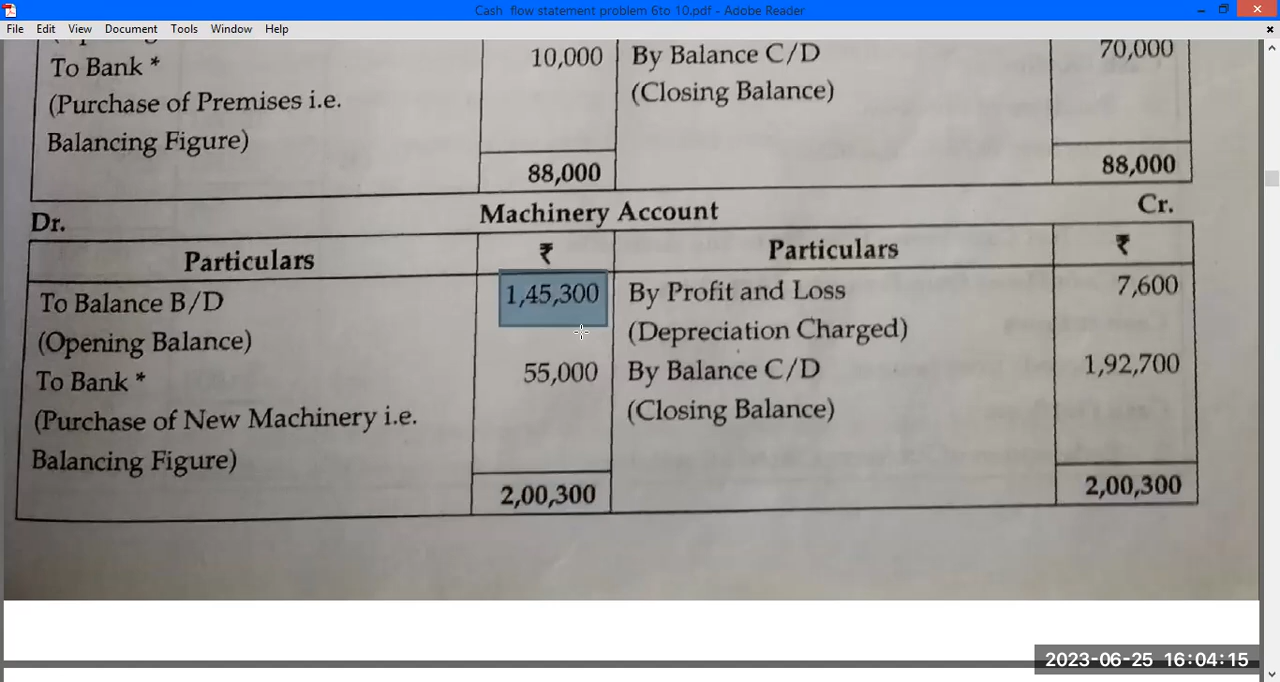 Cash flow statement problem 6to 10.pdf - Adobe Reader
File Edit View Document Tools Window Help
To Bank * 10,000 By Balance C/D 70,000
(Purchase of Premises i.e. (Closing Balance)
Balancing Figure)
88,000 88,000
Dr. Machinery Account Cr.
Particulars ₹ Particulars ₹
To Balance B/D 1,45,300 By Profit and Loss 7,600
(Opening Balance) (Depreciation Charged)
To Bank * 55,000 By Balance C/D 1,92,700
(Purchase of New Machinery i.e. (Closing Balance)
Balancing Figure)
2,00,300 2,00,300
2023-06-25 16:04:15